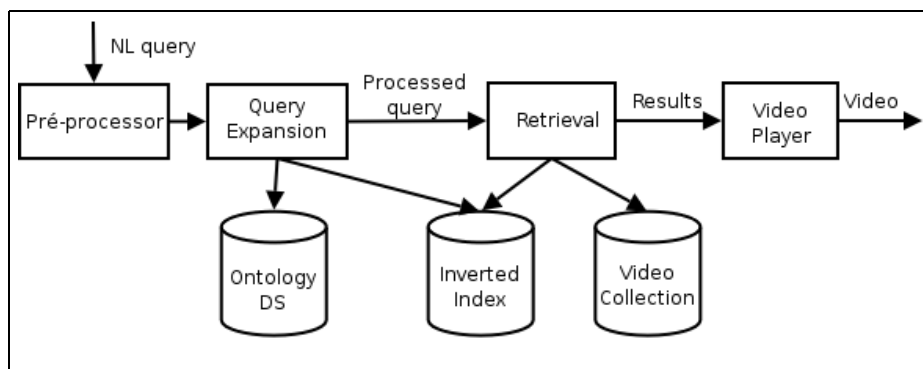 NL query
Pré-processor
Query
Expansion
Processed
query
Retrieval
Results
Video
Player
Video
Ontology
DS
Inverted
Index
Video
Collection